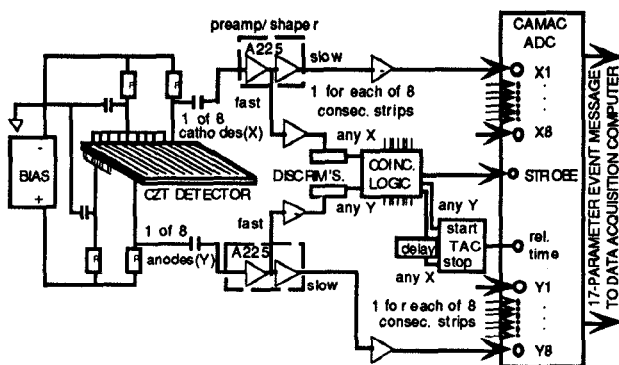 preamp/shaper
A225
slow
fast
1 for each of 8
consec. strips
1 of 8
cathodes(X)
BIAS
-
+
R
R
CZT DETECTOR
any X
DISCRIM'S.
any Y
COINC.
LOGIC
fast
1 of 8
anodes(Y)
A225
slow
any Y
start
TAC
stop
delay
any X
1 for each of 8
consec. strips
R
R
CAMAC
ADC
X1
X8
STROBE
rel.
time
Y1
Y8
17-PARAMETER EVENT MESSAGE
TO DATA ACQUISITION COMPUTER